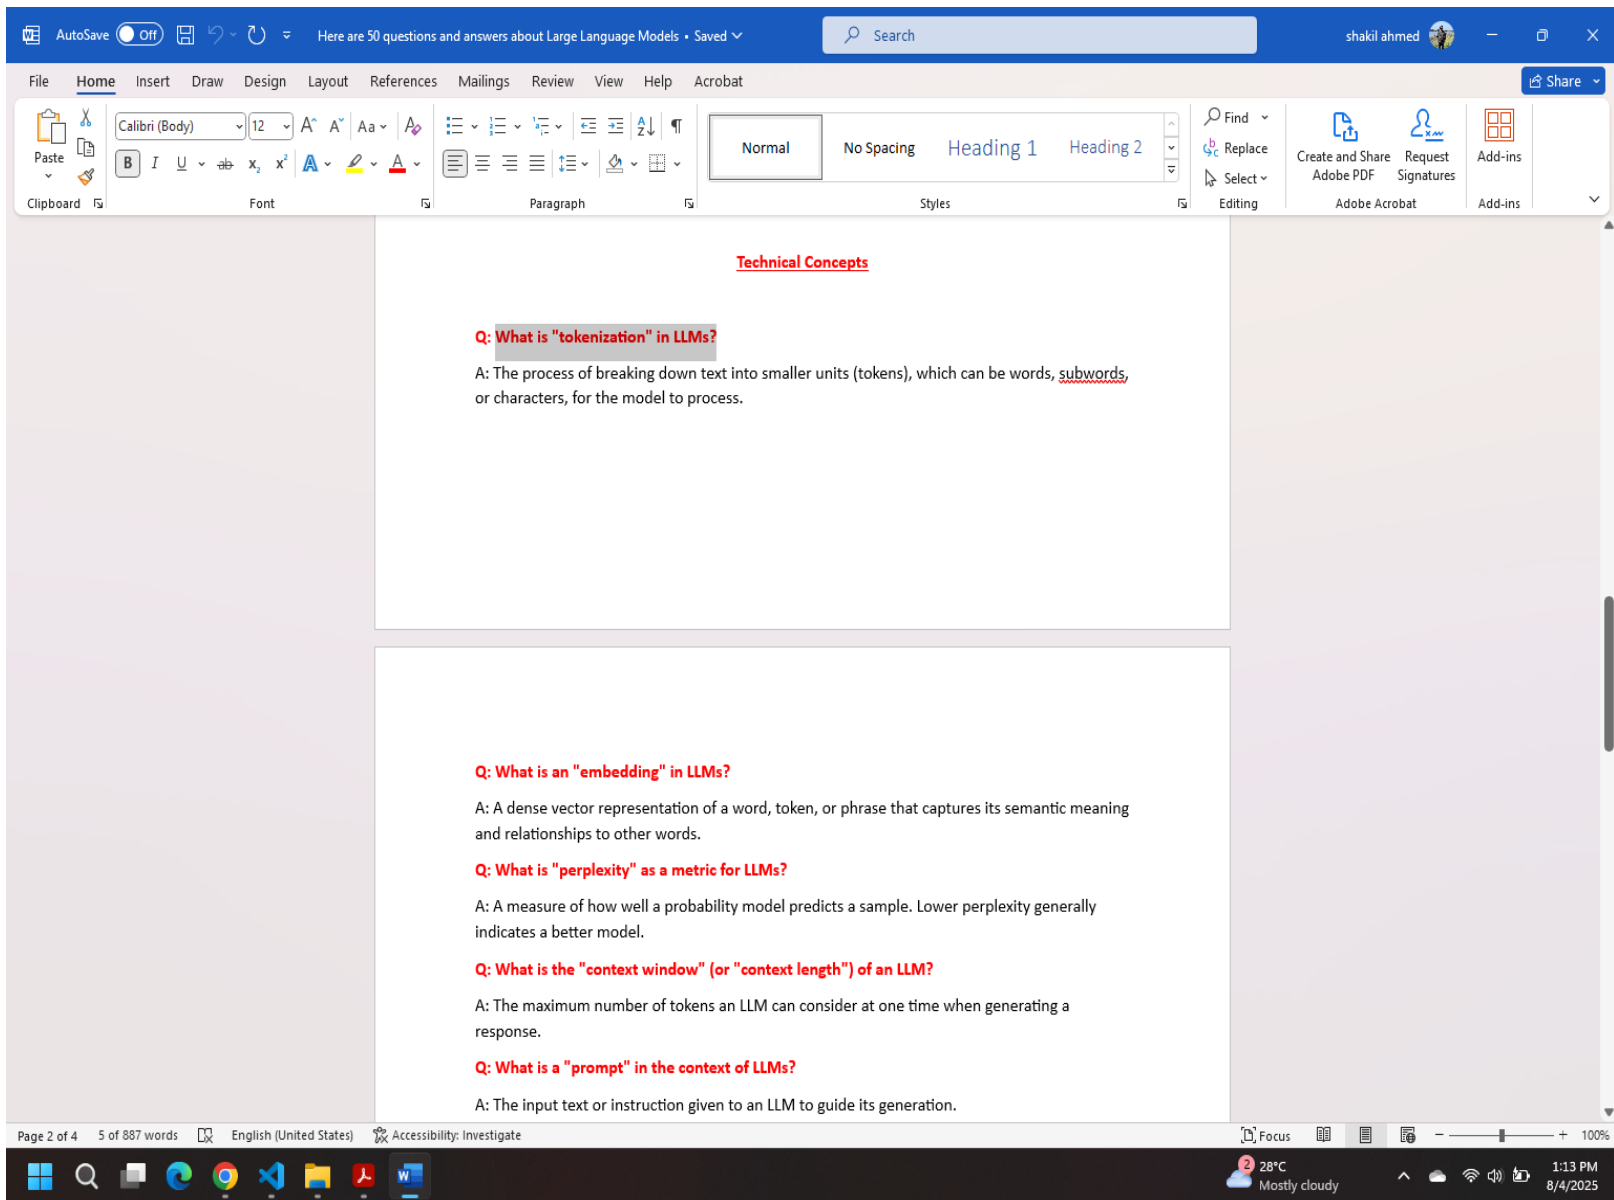 AutoSave Off Here are 50 questions and answers about Large Language Models • Saved Search shakil ahmed
File Home Insert Draw Design Layout References Mailings Review View Help Acrobat Share
Paste
Calibri (Body) 12 Aa
B I U ab x₂ x² A A
Normal No Spacing Heading 1 Heading 2
Find
Replace
Select
Create and Share
Adobe PDF
Request
Signatures
Add-ins
Clipboard Font Paragraph Styles Editing Adobe Acrobat Add-ins
Technical Concepts
Q: What is "tokenization" in LLMs?
A: The process of breaking down text into smaller units (tokens), which can be words, subwords,
or characters, for the model to process.
Q: What is an "embedding" in LLMs?
A: A dense vector representation of a word, token, or phrase that captures its semantic meaning
and relationships to other words.
Q: What is "perplexity" as a metric for LLMs?
A: A measure of how well a probability model predicts a sample. Lower perplexity generally
indicates a better model.
Q: What is the "context window" (or "context length") of an LLM?
A: The maximum number of tokens an LLM can consider at one time when generating a
response.
Q: What is a "prompt" in the context of LLMs?
A: The input text or instruction given to an LLM to guide its generation.
Page 2 of 4 5 of 887 words English (United States) Accessibility: Investigate Focus 100%
2 28°C
Mostly cloudy
1:13 PM
8/4/2025